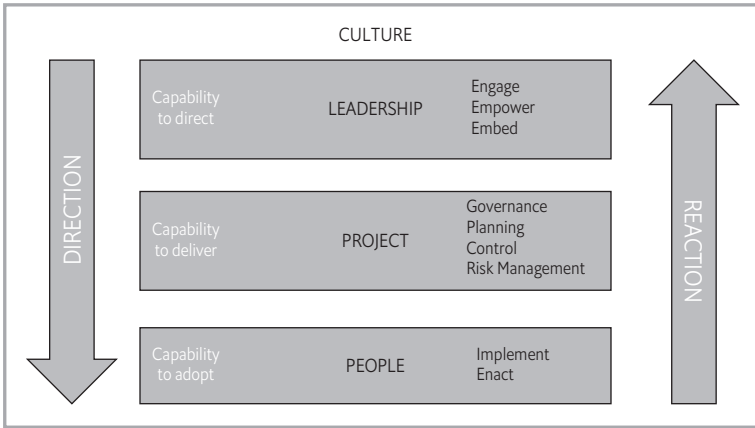 CULTURE
DIRECTION
Capability
to direct
LEADERSHIP
Engage
Empower
Embed
Capability
to deliver
PROJECT
Governance
Planning
Control
Risk Management
Capability
to adopt
PEOPLE
Implement
Enact
REACTION